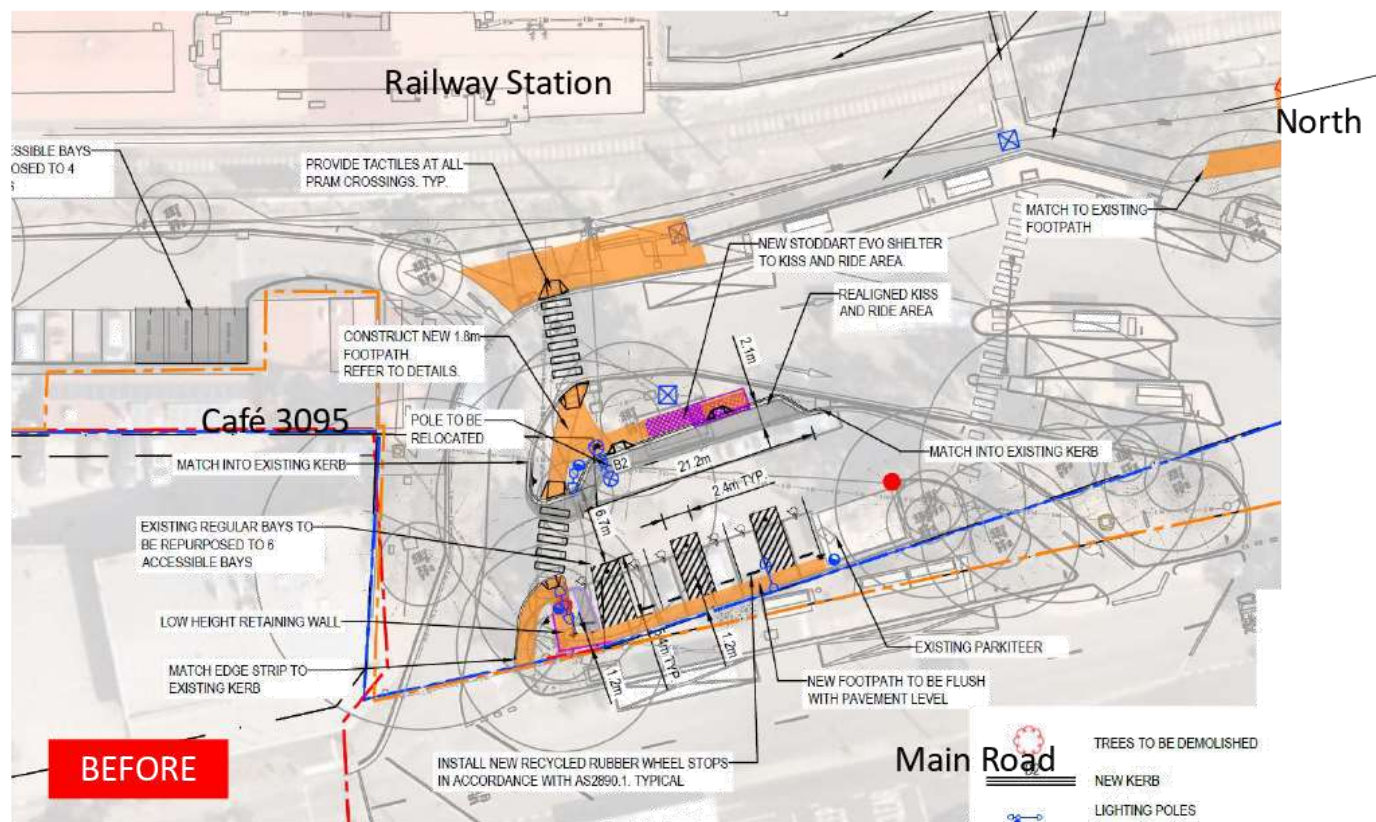 Railway Station
North
ESSIBLE BAYS
OSED TO 4
S
PROVIDE TACTILES AT ALL
PRAM CROSSINGS. TYP.
MATCH TO EXISTING
FOOTPATH
NEW STODDART EVO SHELTER
TO KISS AND RIDE AREA.
REALIGNED KISS
AND RIDE AREA
CONSTRUCT NEW 1.8m
FOOTPATH.
REFER TO DETAILS.
2.1m
Café 3095
POLE TO BE
RELOCATED
MATCH INTO EXISTING KERB
B2
21.2m
MATCH INTO EXISTING KERB
2.4m TYP.
6.7m
EXISTING REGULAR BAYS TO
BE REPURPOSED TO 6
ACCESSIBLE BAYS
LOW HEIGHT RETAINING WALL
5.4m TYP.
1.2m
EXISTING PARKITEER
MATCH EDGE STRIP TO
EXISTING KERB
1.2m
NEW FOOTPATH TO BE FLUSH
WITH PAVEMENT LEVEL
BEFORE
INSTALL NEW RECYCLED RUBBER WHEEL STOPS
IN ACCORDANCE WITH AS2890.1. TYPICAL
Main Road
TREES TO BE DEMOLISHED
B2
NEW KERB
LIGHTING POLES